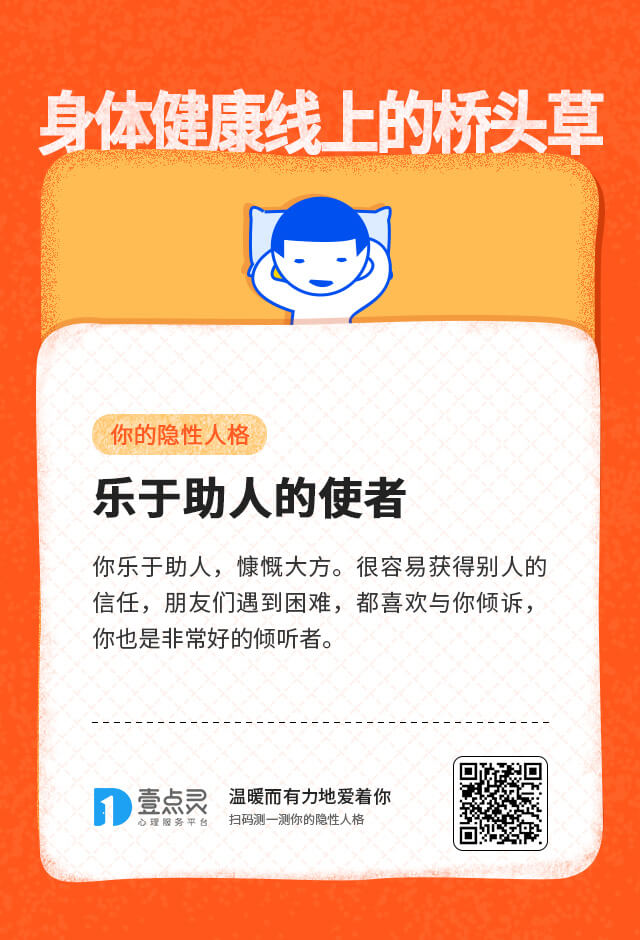 身体健康线上的桥头草
你的隐性人格
乐于助人的使者
你乐于助人，慷慨大方。很容易获得别人的
信任，朋友们遇到困难，都喜欢与你倾诉，
你也是非常好的倾听者。
壹点灵
心理服务平台
温暖而有力地爱着你
扫码测一测你的隐性人格